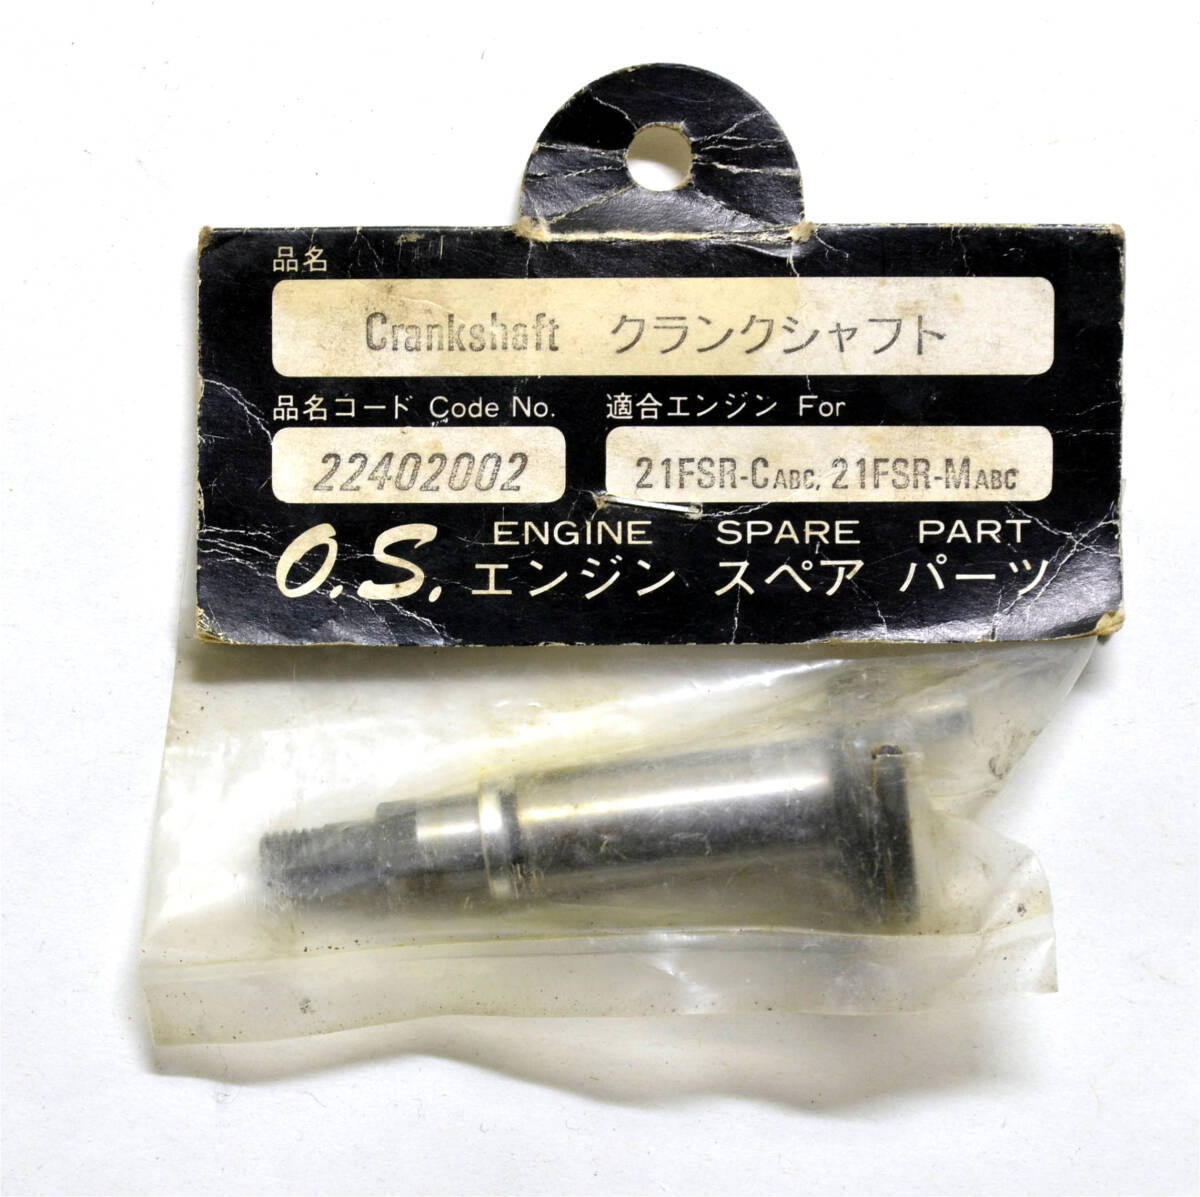 品名
Crankshaft クランクシャフト
品名コード Code No. 適合エンジン For
22402002 21FSR-CABC, 21FSR-MABC
O.S. ENGINE SPARE PART
エンジン スペア パーツ